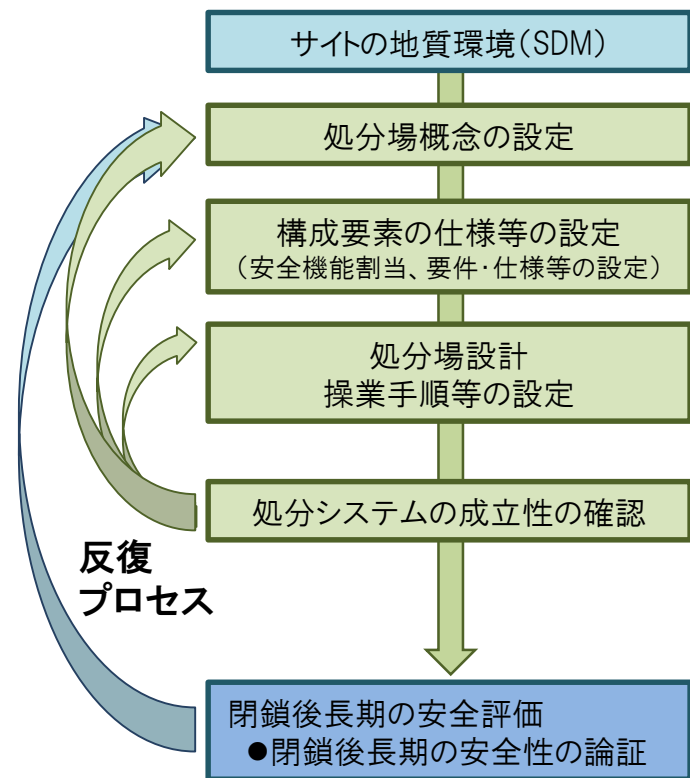 サイトの地質環境（SDM）
処分場概念の設定
構成要素の仕様等の設定
（安全機能割当、要件・仕様等の設定）
処分場設計
操業手順等の設定
処分システムの成立性の確認
反復
プロセス
閉鎖後長期の安全評価
●閉鎖後長期の安全性の論証